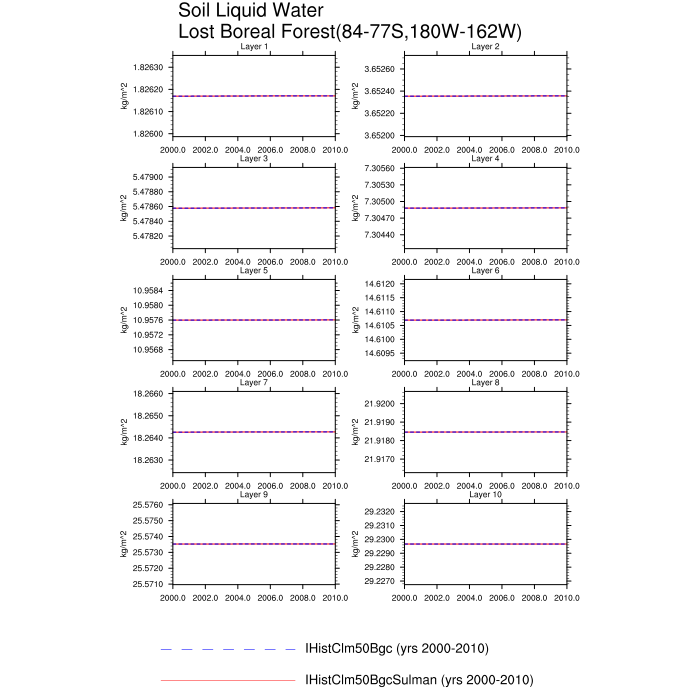 Soil Liquid Water
Lost Boreal Forest(84-77S,180W-162W)
Layer 1
kg/m^2
1.82630
1.82620
1.82610
1.82600
2000.0 2002.0 2004.0 2006.0 2008.0 2010.0
Layer 2
kg/m^2
3.65260
3.65240
3.65220
3.65200
2000.0 2002.0 2004.0 2006.0 2008.0 2010.0
Layer 3
kg/m^2
5.47900
5.47880
5.47860
5.47840
5.47820
2000.0 2002.0 2004.0 2006.0 2008.0 2010.0
Layer 4
kg/m^2
7.30560
7.30530
7.30500
7.30470
7.30440
2000.0 2002.0 2004.0 2006.0 2008.0 2010.0
Layer 5
kg/m^2
10.9584
10.9580
10.9576
10.9572
10.9568
2000.0 2002.0 2004.0 2006.0 2008.0 2010.0
Layer 6
kg/m^2
14.6120
14.6115
14.6110
14.6105
14.6100
14.6095
2000.0 2002.0 2004.0 2006.0 2008.0 2010.0
Layer 7
kg/m^2
18.2660
18.2650
18.2640
18.2630
2000.0 2002.0 2004.0 2006.0 2008.0 2010.0
Layer 8
kg/m^2
21.9200
21.9190
21.9180
21.9170
2000.0 2002.0 2004.0 2006.0 2008.0 2010.0
Layer 9
kg/m^2
25.5760
25.5750
25.5740
25.5730
25.5720
25.5710
2000.0 2002.0 2004.0 2006.0 2008.0 2010.0
Layer 10
kg/m^2
29.2320
29.2310
29.2300
29.2290
29.2280
29.2270
2000.0 2002.0 2004.0 2006.0 2008.0 2010.0
IHistClm50Bgc (yrs 2000-2010)
IHistClm50BgcSulman (yrs 2000-2010)